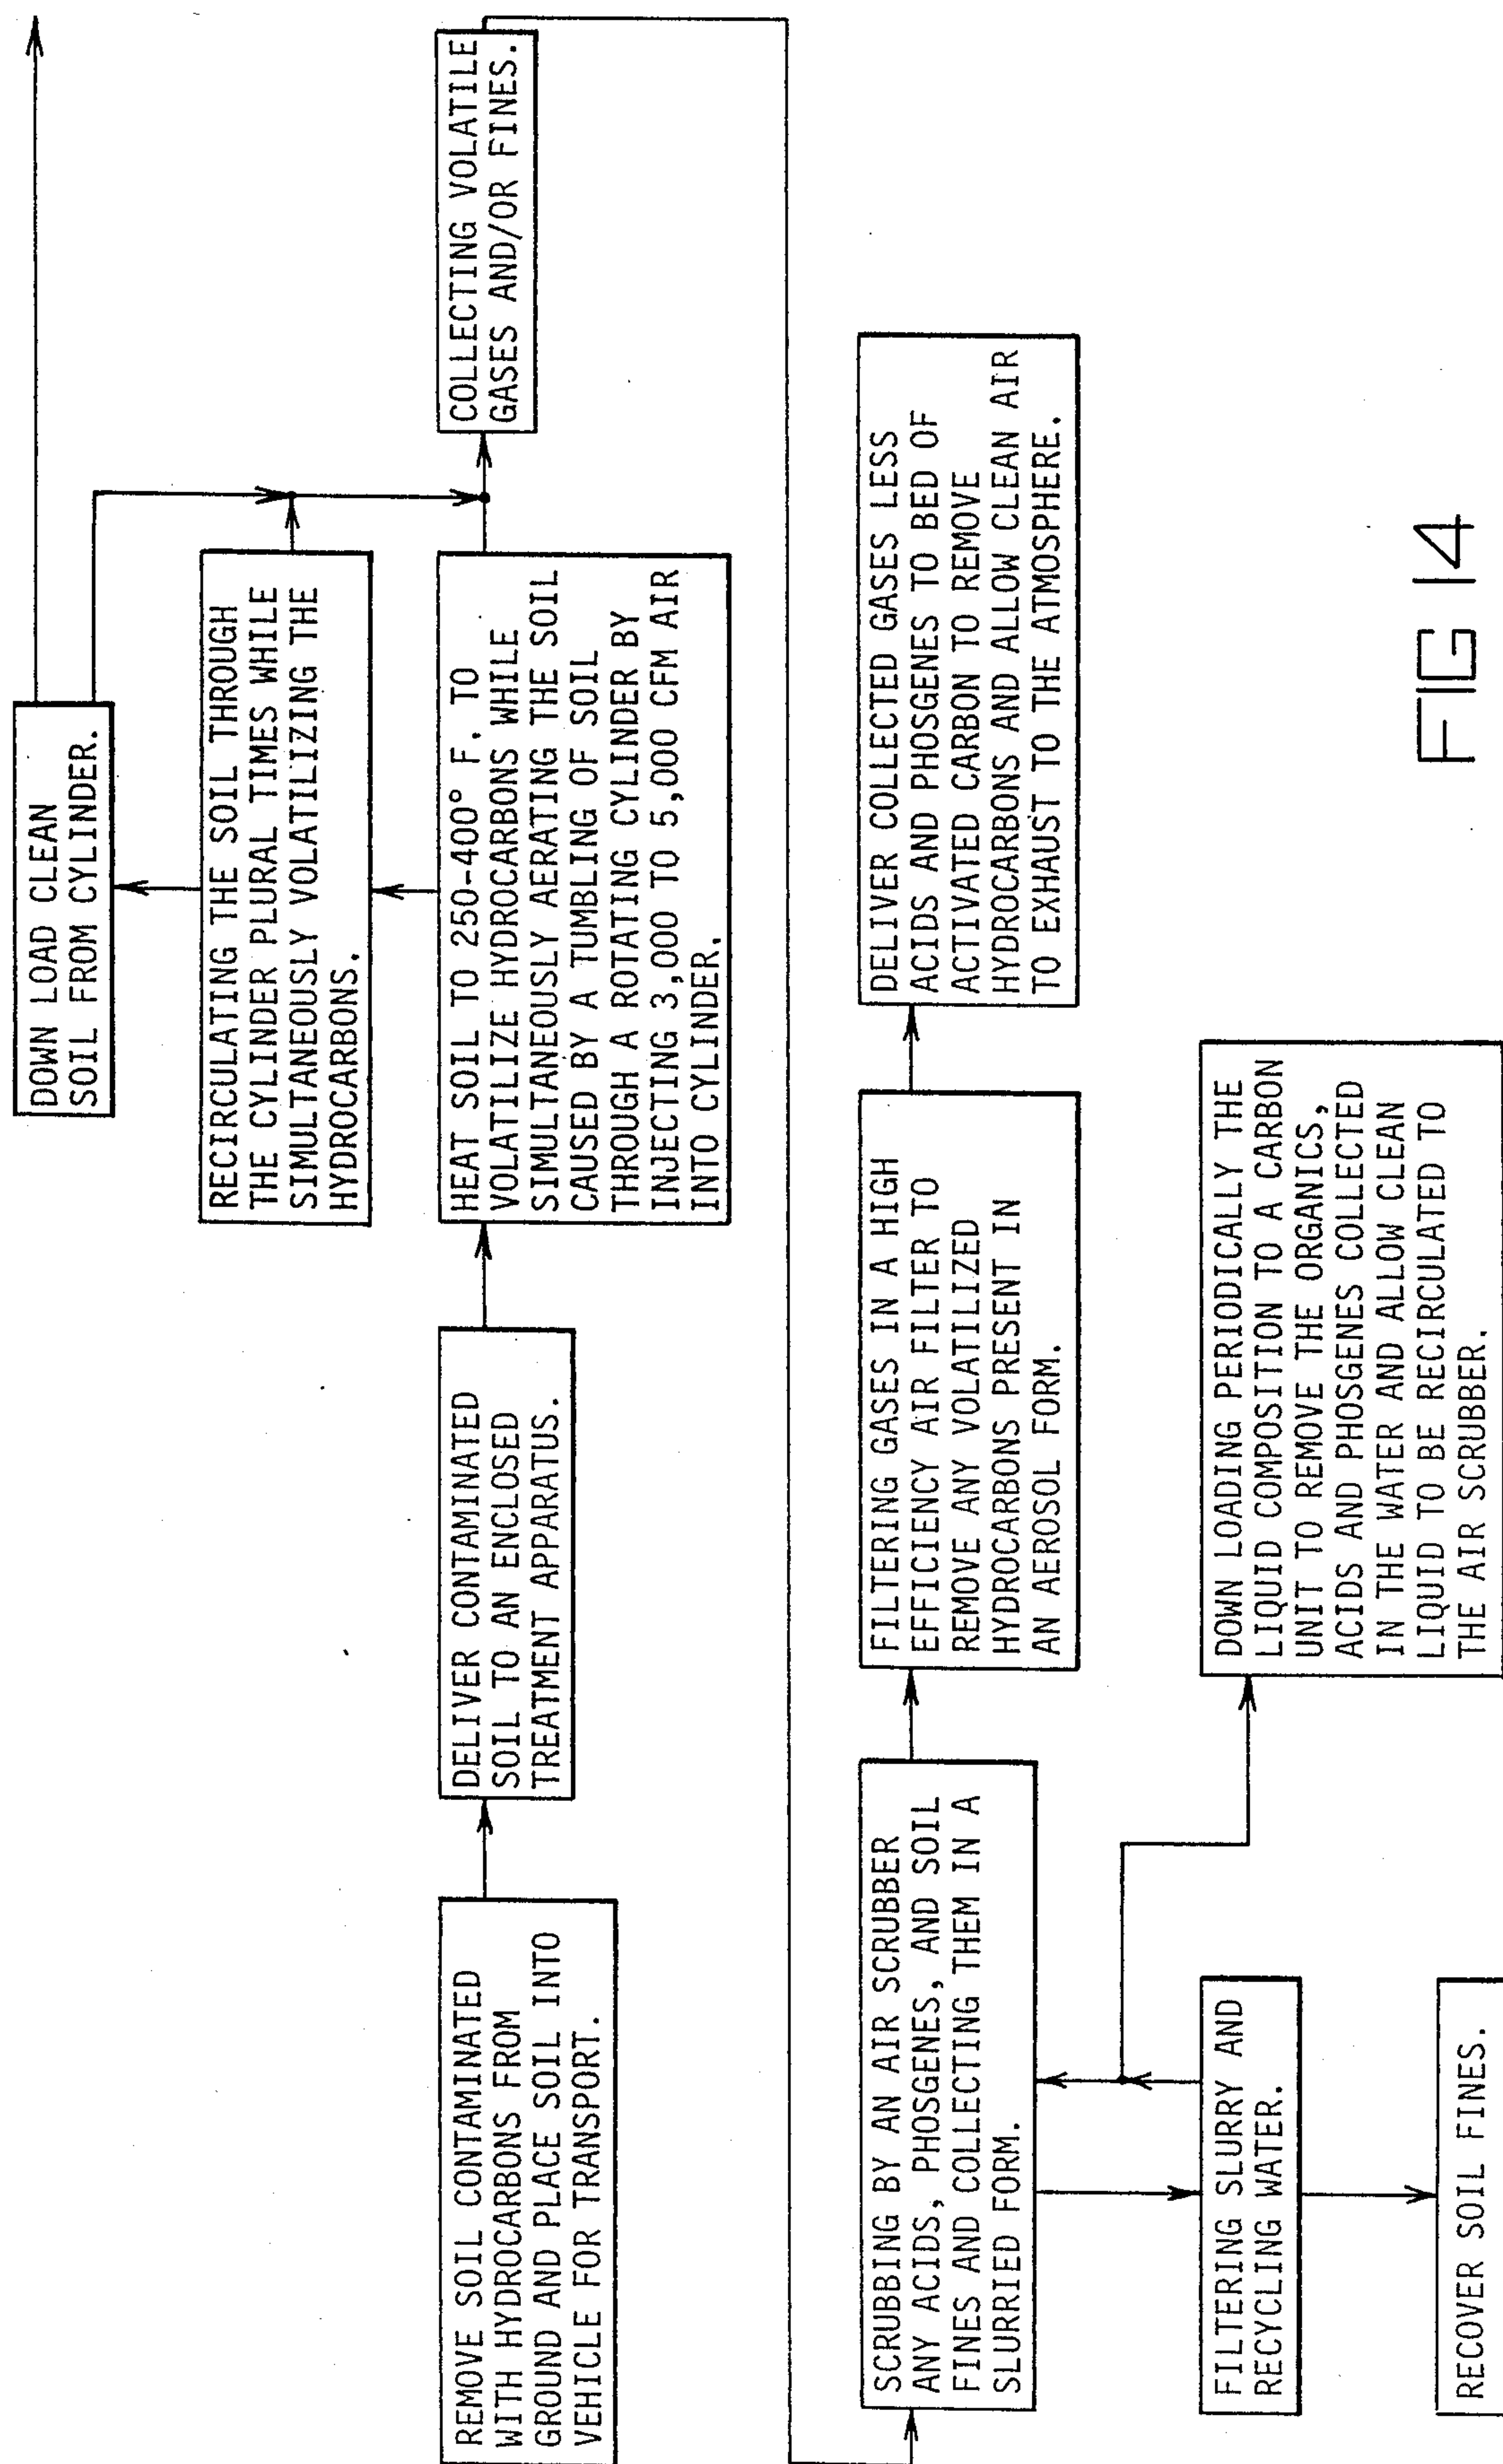 DOWN LOAD CLEAN
SOIL FROM CYLINDER.
RECIRCULATING THE SOIL THROUGH
THE CYLINDER PLURAL TIMES WHILE
SIMULTANEOUSLY VOLATILIZING THE
HYDROCARBONS.
REMOVE SOIL CONTAMINATED
WITH HYDROCARBONS FROM
GROUND AND PLACE SOIL INTO
VEHICLE FOR TRANSPORT.
DELIVER CONTAMINATED
SOIL TO AN ENCLOSED
TREATMENT APPARATUS.
HEAT SOIL TO 250-400° F. TO
VOLATILIZE HYDROCARBONS WHILE
SIMULTANEOUSLY AERATING THE SOIL
CAUSED BY A TUMBLING OF SOIL
THROUGH A ROTATING CYLINDER BY
INJECTING 3,000 TO 5,000 CFM AIR
INTO CYLINDER.
COLLECTING VOLATILE
GASES AND/OR FINES.
SCRUBBING BY AN AIR SCRUBBER
ANY ACIDS, PHOSGENES, AND SOIL
FINES AND COLLECTING THEM IN A
SLURRIED FORM.
FILTERING GASES IN A HIGH
EFFICIENCY AIR FILTER TO
REMOVE ANY VOLATILIZED
HYDROCARBONS PRESENT IN
AN AEROSOL FORM.
DELIVER COLLECTED GASES LESS
ACIDS AND PHOSGENES TO BED OF
ACTIVATED CARBON TO REMOVE
HYDROCARBONS AND ALLOW CLEAN AIR
TO EXHAUST TO THE ATMOSPHERE.
FILTERING SLURRY AND
RECYCLING WATER.
DOWN LOADING PERIODICALLY THE
LIQUID COMPOSITION TO A CARBON
UNIT TO REMOVE THE ORGANICS,
ACIDS AND PHOSGENES COLLECTED
IN THE WATER AND ALLOW CLEAN
LIQUID TO BE RECIRCULATED TO
THE AIR SCRUBBER.
RECOVER SOIL FINES.
FIG 14